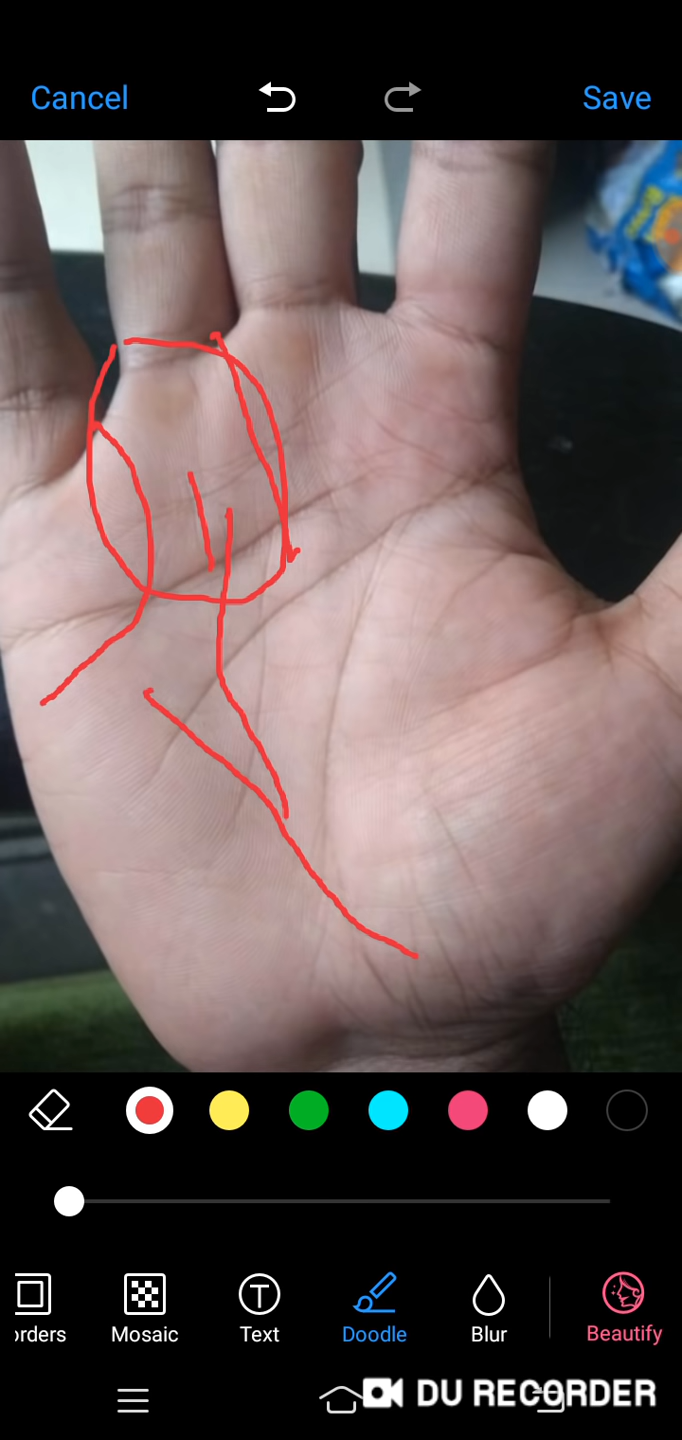 Cancel
Save
orders
Mosaic
Text
Doodle
Blur
Beautify
DU RECORDER